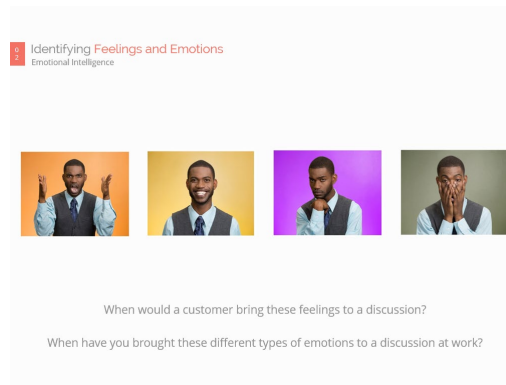 02
Identifying Feelings and Emotions
Emotional Intelligence
When would a customer bring these feelings to a discussion?
When have you brought these different types of emotions to a discussion at work?